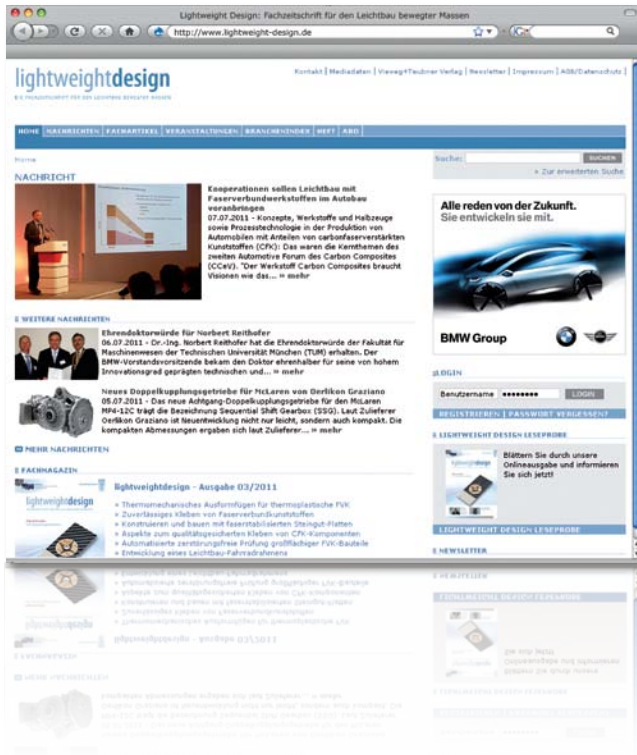 Lightweight Design: Fachzeitschrift für den Leichtbau bewegter Massen
http://www.lightweight-design.de
lightweightdesign
Kontakt | Mediadaten | Vieweg+Teubner Verlag | Newsletter | Impressum | AGB/Datenschutz |
DIE FACHZEITSCHRIFT FÜR DEN LEICHTBAU BEWEGTER MASSEN
HOME | NACHRICHTEN | FACHARTIKEL | VERANSTALTUNGEN | BRANCHENINDEX | HEFT | ABO |
Home
Suche:
SUCHEN
» Zur erweiterten Suche
NACHRICHT
Kooperationen sollen Leichtbau mit
Faserverbundwerkstoffen im Autobau
voranbringen
07.07.2011 - Konzepte, Werkstoffe und Halbzeuge
sowie Prozesstechnologie in der Produktion von
Automobilen mit Anteilen von carbonfaserverstärkten
Kunststoffen (CFK): Das waren die Kernthemen des
zweiten Automotive Forum des Carbon Composites
(CCeV). "Der Werkstoff Carbon Composites braucht
Visionen wie das... » mehr
Alle reden von der Zukunft.
Sie entwickeln sie mit.
BMW Group
WEITERE NACHRICHTEN
Ehrendoktorwürde für Norbert Reithofer
06.07.2011 - Dr.-Ing. Norbert Reithofer hat die Ehrendoktorwürde der Fakultät für
Maschinenwesen der Technischen Universität München (TUM) erhalten. Der
BMW-Vorstandsvorsitzende bekam den Doktor ehrenhalber für seine von hohem
Innovationsgrad geprägten technischen und... » mehr
Neues Doppelkupplungsgetriebe für McLaren von Oerlikon Graziano
05.07.2011 - Das neue Achtgang-Doppelkupplungsgetriebe für den McLaren
MP4-12C trägt die Bezeichnung Sequential Shift Gearbox (SSG). Laut Zulieferer
Oerlikon Graziano ist Neuentwicklung nicht nur leicht, sondern auch kompakt. Die
kompakten Abmessungen ergeben sich laut Zulieferer... » mehr
MEHR NACHRICHTEN
LOGIN
Benutzername
LOGIN
REGISTRIEREN | PASSWORT VERGESSEN?
LIGHTWEIGHT DESIGN LESEPROBE
Blättern Sie durch unsere
Onlineausgabe und informieren
Sie sich jetzt!
LIGHTWEIGHT DESIGN LESEPROBE
NEWSLETTER
FACHMAGAZIN
lightweightdesign
lightweightdesign - Ausgabe 03/2011
» Thermomechanisches Ausformfügen für thermoplastische FVK
» Zuverlässiges Kleben von Faserverbundkunststoffen
» Konstruieren und bauen mit faserstabilisierten Steingut-Platten
» Aspekte zum qualitätsgesicherten Kleben von CFK-Komponenten
» Automatisierte zerstörungsfreie Prüfung großflächiger FVK-Bauteile
» Entwicklung eines Leichtbau-Fahrradrahmens